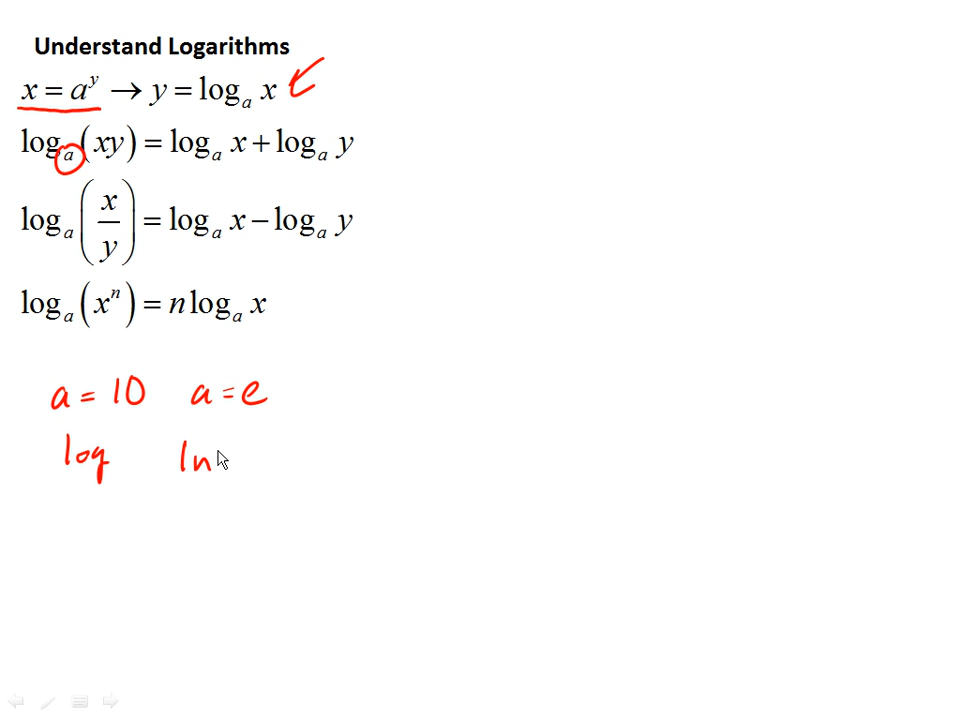 Understand Logarithms
x = a^y → y = log_a x
log_a (xy) = log_a x + log_a y
log_a (x/y) = log_a x − log_a y
log_a (x^n) = n log_a x
a = 10 a = e
log ln